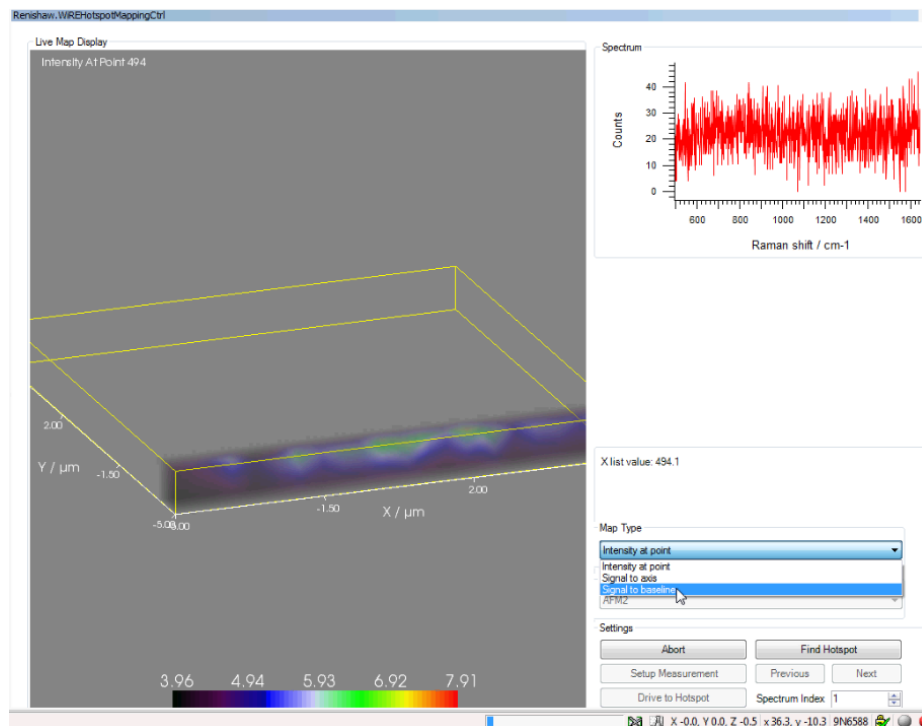 Renishaw.WiREHotspotMappingCtrl
Live Map Display
Intensity At Point 494
2.00
Y / µm
-1.50
-5.00
X / µm
-1.50
2.00
3.96 4.94 5.93 6.92 7.91
Spectrum
Counts
40
30
20
10
0
600 800 1000 1200 1400 1600
Raman shift / cm-1
X list value: 494.1
Map Type
Intensity at point
Intensity at point
Signal to axis
Signal to baseline
AFM2
Settings
Abort Find Hotspot
Setup Measurement Previous Next
Drive to Hotspot Spectrum Index 1
X -0.0, Y 0.0, Z -0.5 x 36.3, y -10.3 9N6588